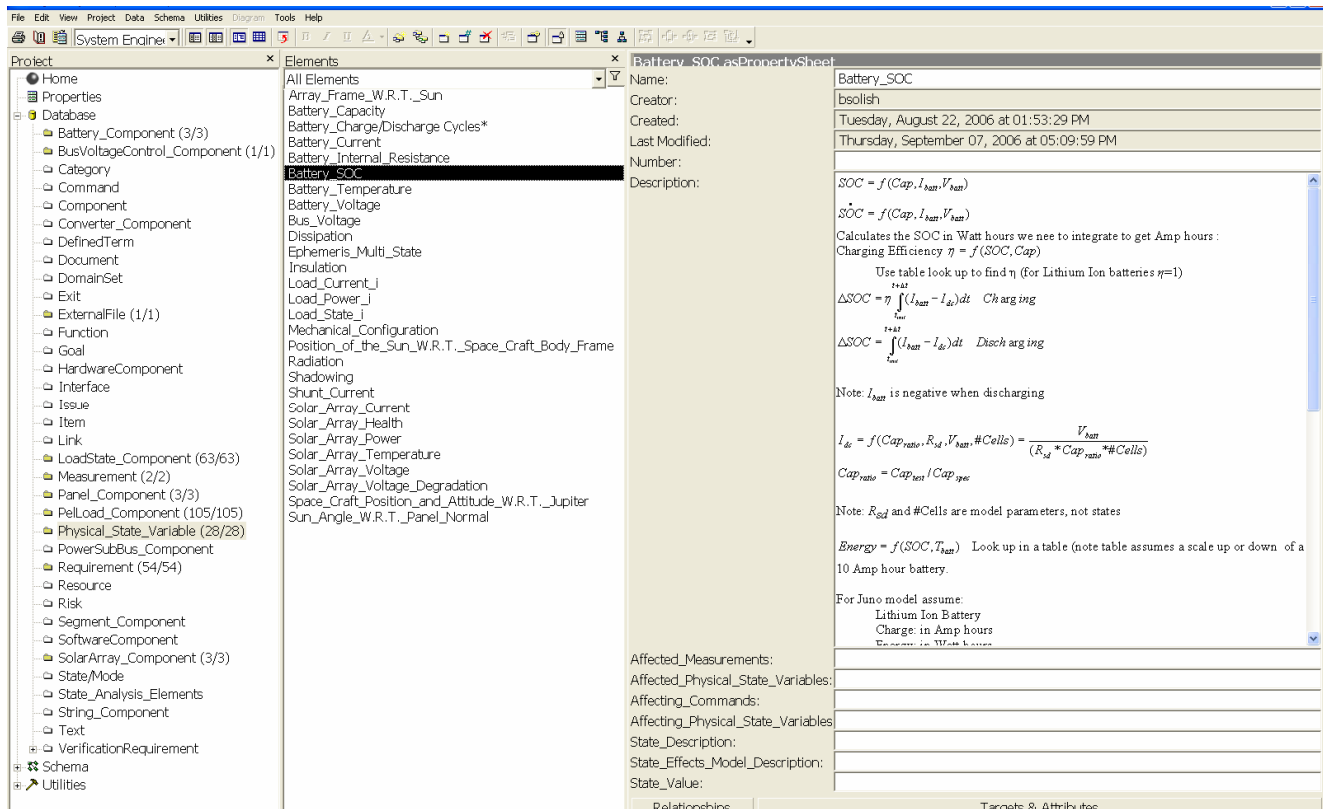 File Edit View Project Data Schema Utilities Diagram Tools Help
System Enginee
Project × Elements × Battery_SOC asPropertySheet
Home
Properties
Database
Battery_Component (3/3)
BusVoltageControl_Component (1/1)
Category
Command
Component
Converter_Component
DefinedTerm
Document
DomainSet
Exit
ExternalFile (1/1)
Function
Goal
HardwareComponent
Interface
Issue
Item
Link
LoadState_Component (63/63)
Measurement (2/2)
Panel_Component (3/3)
PelLoad_Component (105/105)
Physical_State_Variable (28/28)
PowerSubBus_Component
Requirement (54/54)
Resource
Risk
Segment_Component
SoftwareComponent
SolarArray_Component (3/3)
State/Mode
State_Analysis_Elements
String_Component
Text
VerificationRequirement
Schema
Utilities
All Elements
Array_Frame_W.R.T._Sun
Battery_Capacity
Battery_Charge/Discharge Cycles*
Battery_Current
Battery_Internal_Resistance
Battery_SOC
Battery_Temperature
Battery_Voltage
Bus_Voltage
Dissipation
Ephemeris_Multi_State
Insulation
Load_Current_i
Load_Power_i
Load_State_i
Mechanical_Configuration
Position_of_the_Sun_W.R.T._Space_Craft_Body_Frame
Radiation
Shadowing
Shunt_Current
Solar_Array_Current
Solar_Array_Health
Solar_Array_Power
Solar_Array_Temperature
Solar_Array_Voltage
Solar_Array_Voltage_Degradation
Space_Craft_Position_and_Attitude_W.R.T._Jupiter
Sun_Angle_W.R.T._Panel_Normal
Name: Battery_SOC
Creator: bsolish
Created: Tuesday, August 22, 2006 at 01:53:29 PM
Last Modified: Thursday, September 07, 2006 at 05:09:59 PM
Number:
Description:
SOC = f(Cap, I_batt, V_batt)
SȮC = f(Cap, I_batt, V_batt)
Calculates the SOC in Watt hours we nee to integrate to get Amp hours :
Charging Efficiency η = f(SOC, Cap)
Use table look up to find η (for Lithium Ion batteries η=1)
ΔSOC = η ∫(I_batt − I_dc)dt Charging
t+Δt
ΔSOC = ∫(I_batt − I_dc)dt Disch arg ing
t+Δt
Note: I_batt is negative when discharging
I_dc = f(Cap_ratio, R_sd, V_batt, #Cells) = V_batt / (R_sd * Cap_ratio * #Cells)
Cap_ratio = Cap_test / Cap_spec
Note: R_sd and #Cells are model parameters, not states
Energy = f(SOC, T_batt) Look up in a table (note table assumes a scale up or down of a
10 Amp hour battery.
For Juno model assume:
Lithium Ion Battery
Charge: in Amp hours
Energy: in Watt hours
Affected_Measurements:
Affected_Physical_State_Variables:
Affecting_Commands:
Affecting_Physical_State_Variables
State_Description:
State_Effects_Model_Description:
State_Value:
Relationships Targets & Attributes